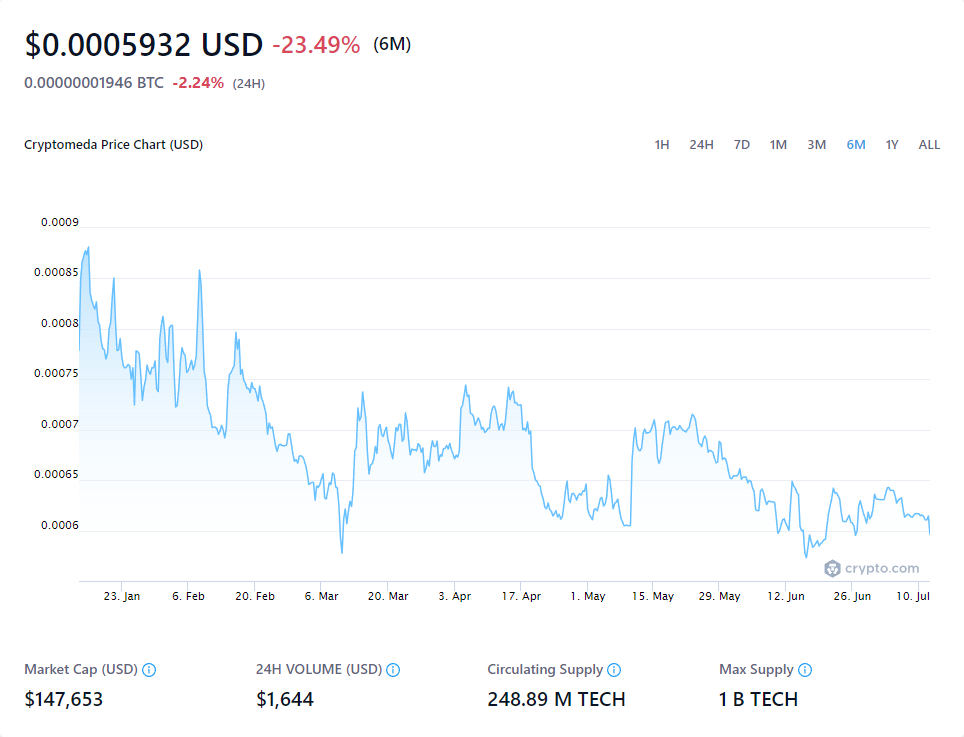 $0.0005932 USD -23.49% (6M)
0.00000001946 BTC -2.24% (24H)
Cryptomeda Price Chart (USD) 1H 24H 7D 1M 3M 6M 1Y ALL
0.0009
0.00085
0.0008
0.00075
0.0007
0.00065
0.0006
crypto.com
23. Jan 6. Feb 20. Feb 6. Mar 20. Mar 3. Apr 17. Apr 1. May 15. May 29. May 12. Jun 26. Jun 10. Jul
Market Cap (USD) 24H VOLUME (USD) Circulating Supply Max Supply
$147,653 $1,644 248.89 M TECH 1 B TECH